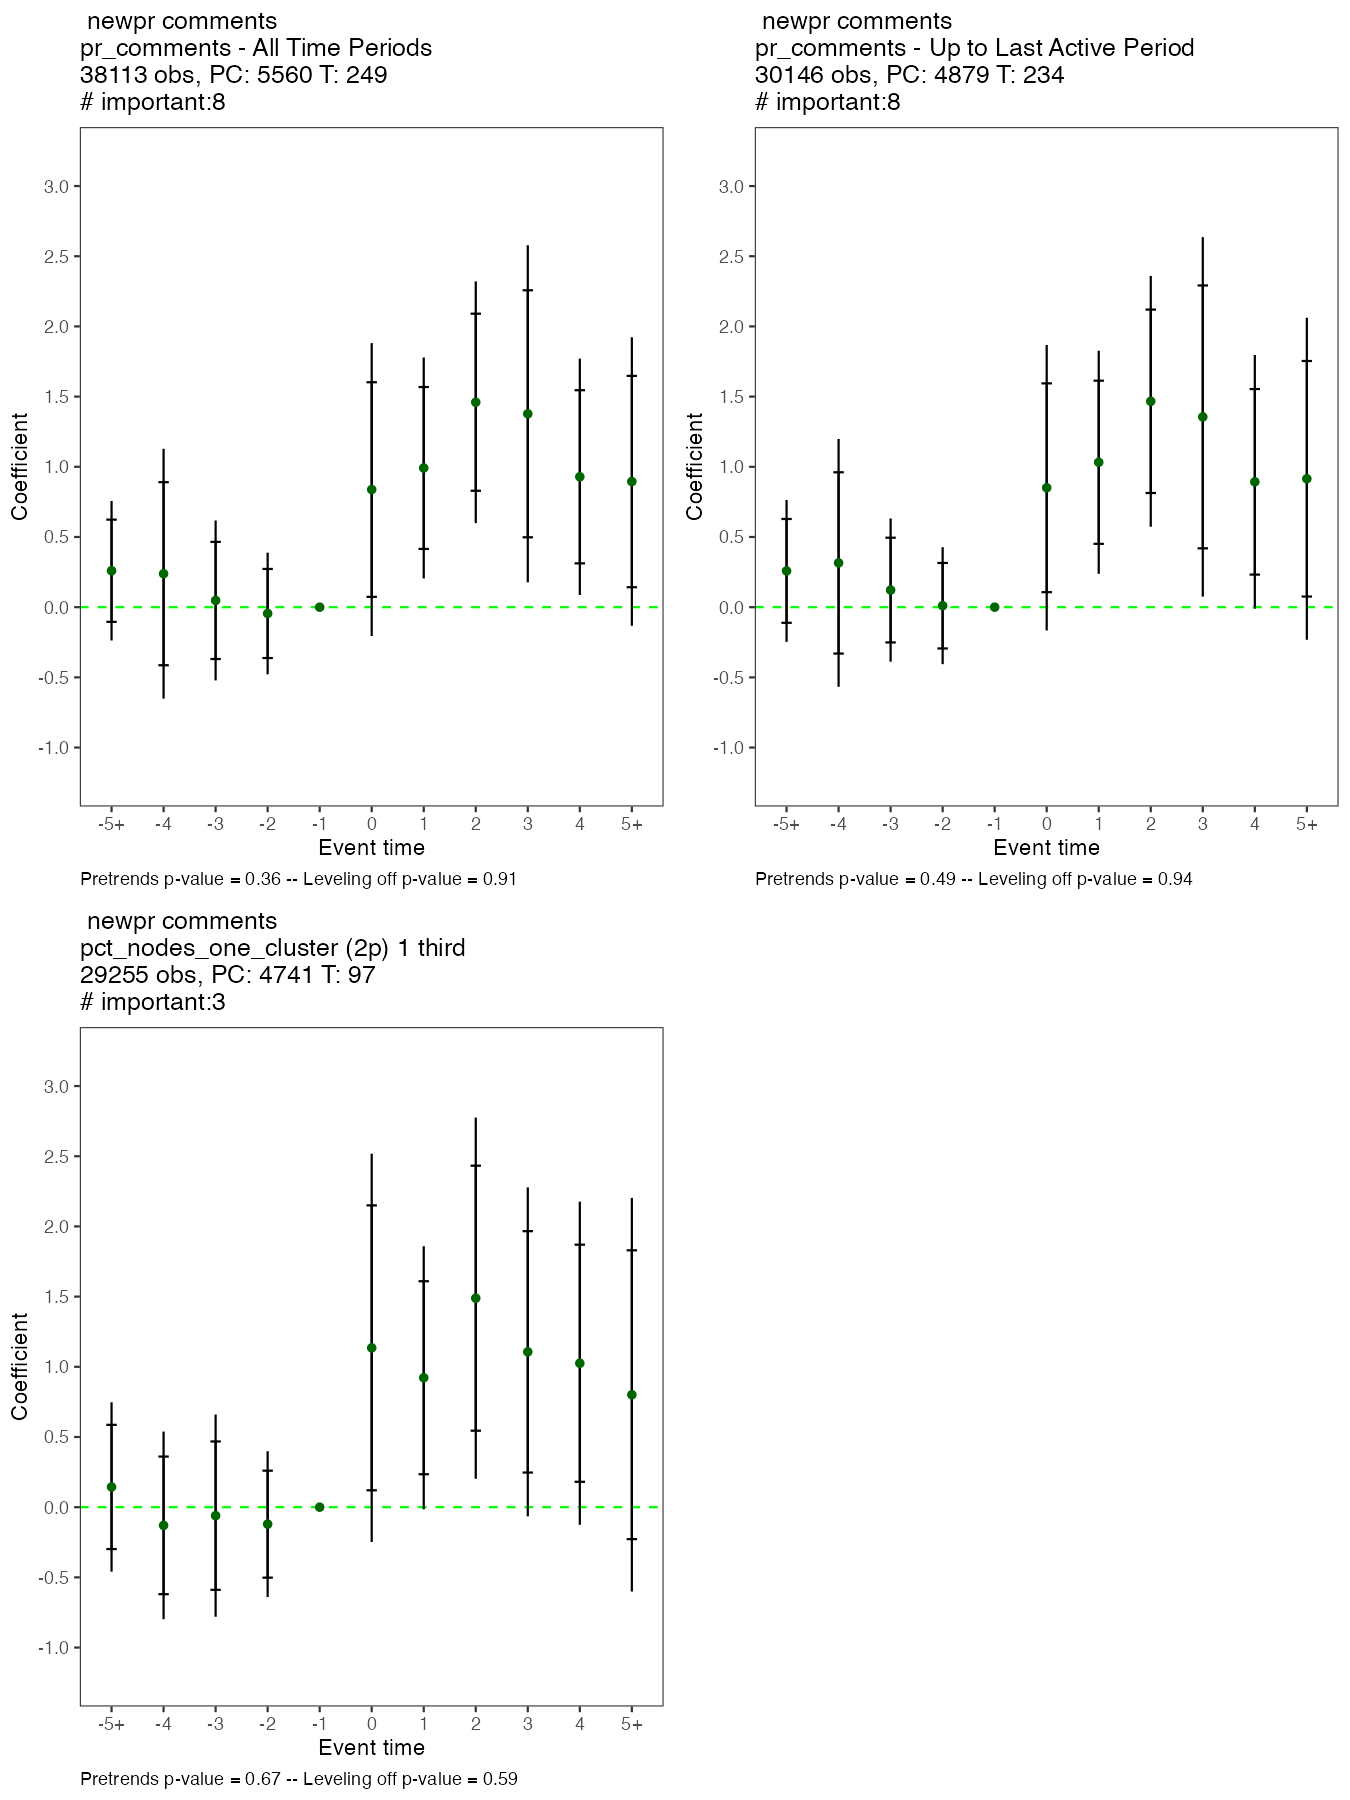 newpr comments
pr_comments - All Time Periods
38113 obs, PC: 5560 T: 249
# important:8
3.0
2.5
2.0
1.5
1.0
0.5
0.0
-0.5
-1.0
Coefficient
-5+ -4 -3 -2 -1 0 1 2 3 4 5+
Event time
Pretrends p-value = 0.36 -- Leveling off p-value = 0.91
newpr comments
pr_comments - Up to Last Active Period
30146 obs, PC: 4879 T: 234
# important:8
3.0
2.5
2.0
1.5
1.0
0.5
0.0
-0.5
-1.0
Coefficient
-5+ -4 -3 -2 -1 0 1 2 3 4 5+
Event time
Pretrends p-value = 0.49 -- Leveling off p-value = 0.94
newpr comments
pct_nodes_one_cluster (2p) 1 third
29255 obs, PC: 4741 T: 97
# important:3
3.0
2.5
2.0
1.5
1.0
0.5
0.0
-0.5
-1.0
Coefficient
-5+ -4 -3 -2 -1 0 1 2 3 4 5+
Event time
Pretrends p-value = 0.67 -- Leveling off p-value = 0.59